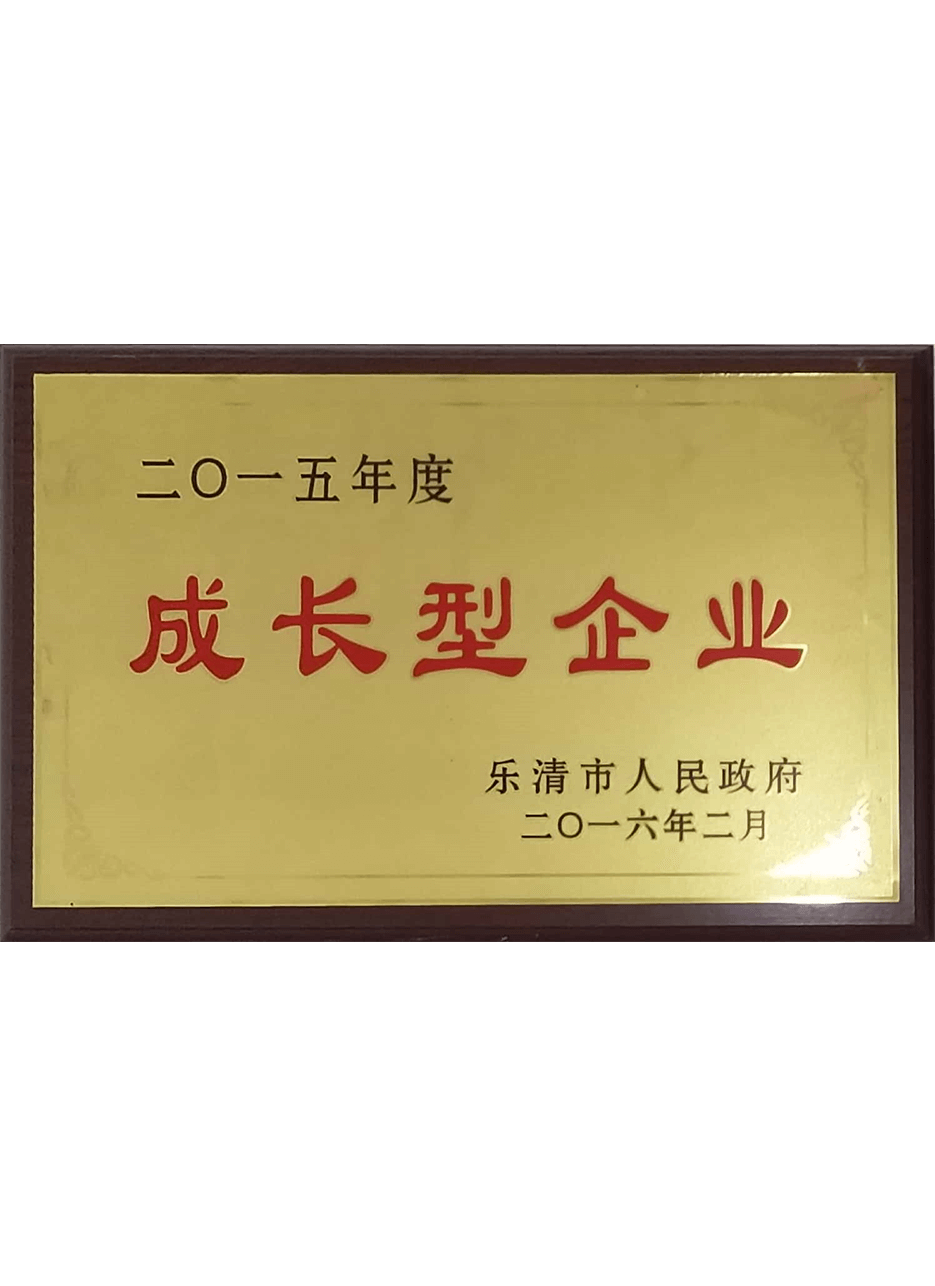 二〇一五年度
成长型企业
乐清市人民政府
二〇一六年二月